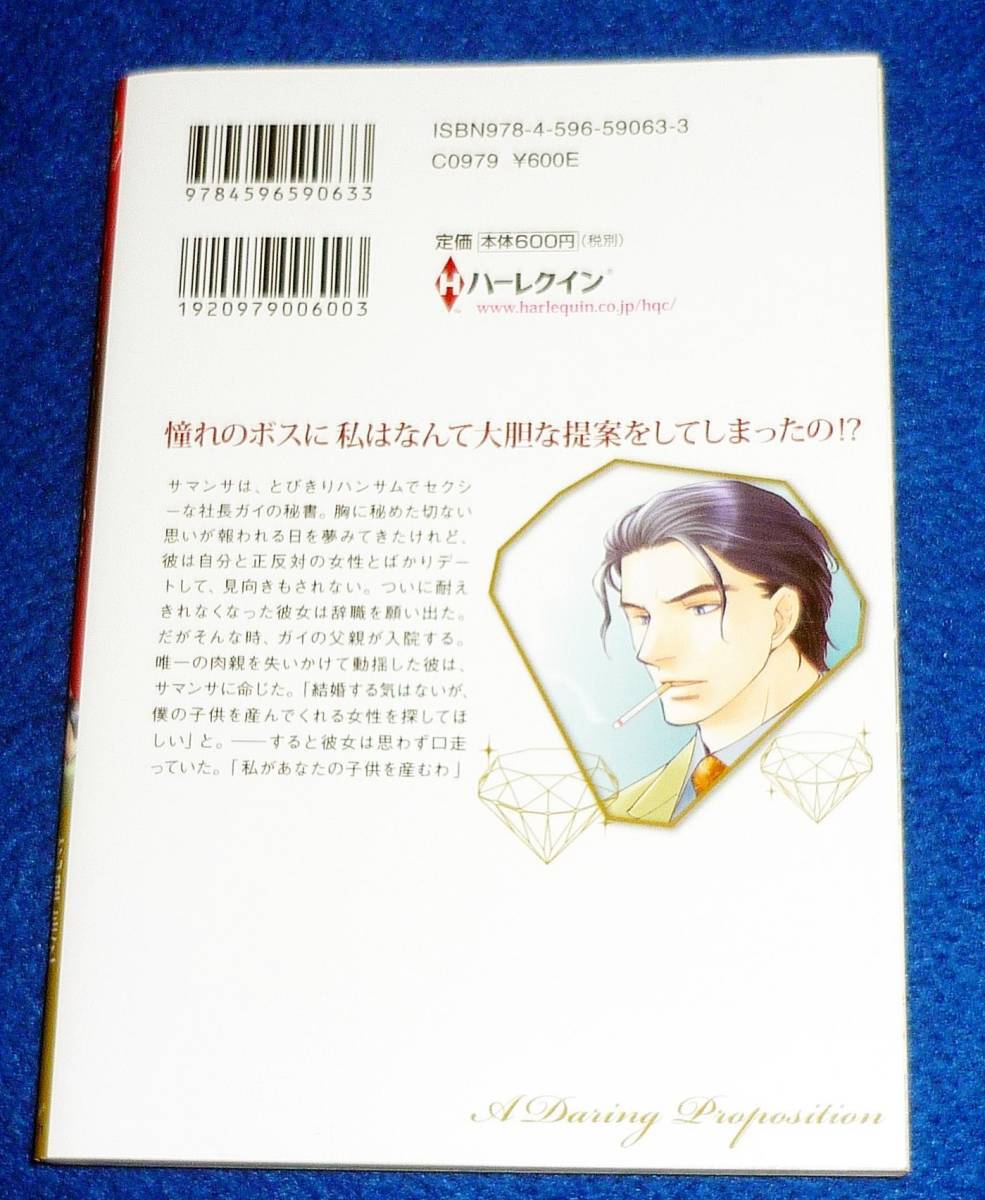 ISBN978-4-596-59063-3
C0979 ¥600E
9784596590633
定価 本体600円 (税別)
H ハーレクイン®
www.harlequin.co.jp/hqc/
1920979006003
憧れのボスに 私はなんて大胆な提案をしてしまったの!?
サマンサは、とびきりハンサムでセクシ
ーな社長ガイの秘書。胸に秘めた切ない
思いが報われる日を夢みてきたけれど、
彼は自分と正反対の女性とばかりデー
トして、見向きもされない。ついに耐え
きれなくなった彼女は辞職を願い出た。
だがそんな時、ガイの父親が入院する。
唯一の肉親を失いかけて動揺した彼は、
サマンサに命じた。「結婚する気はないが、
僕の子供を産んでくれる女性を探してほ
しい」と。――すると彼女は思わず口走
っていた。「私があなたの子供を産むわ」
A Daring Proposition